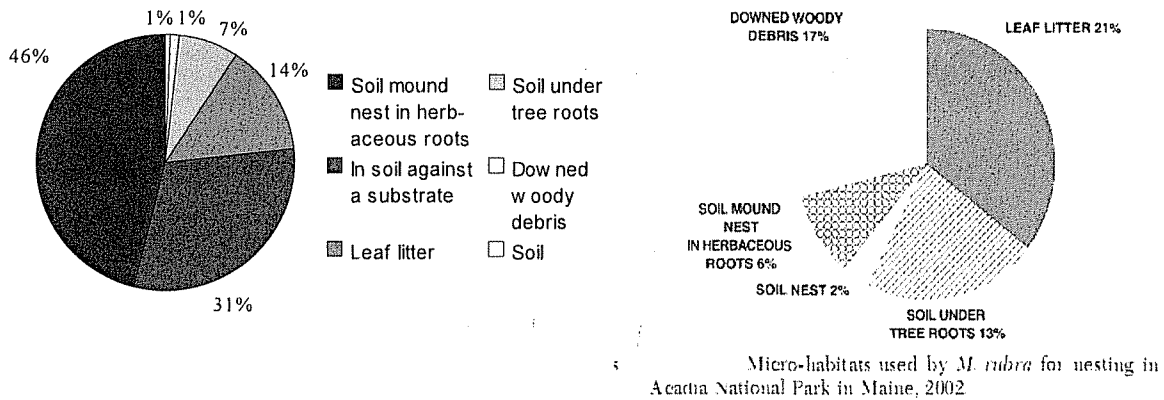 1% 1%
7%
46%
14%
31%
Soil mound
nest in herb-
aceous roots
In soil against
a substrate
Leaf litter
Soil under
tree roots
Dow ned
w oody
debris
Soil
DOWNED WOODY
DEBRIS 17%
LEAF LITTER 21%
SOIL MOUND
NEST
IN HERBACEOUS
ROOTS 6%
SOIL NEST 2%
SOIL UNDER
TREE ROOTS 13%
s
Micro-habitats used by M. rubra for nesting in
Acadia National Park in Maine, 2002